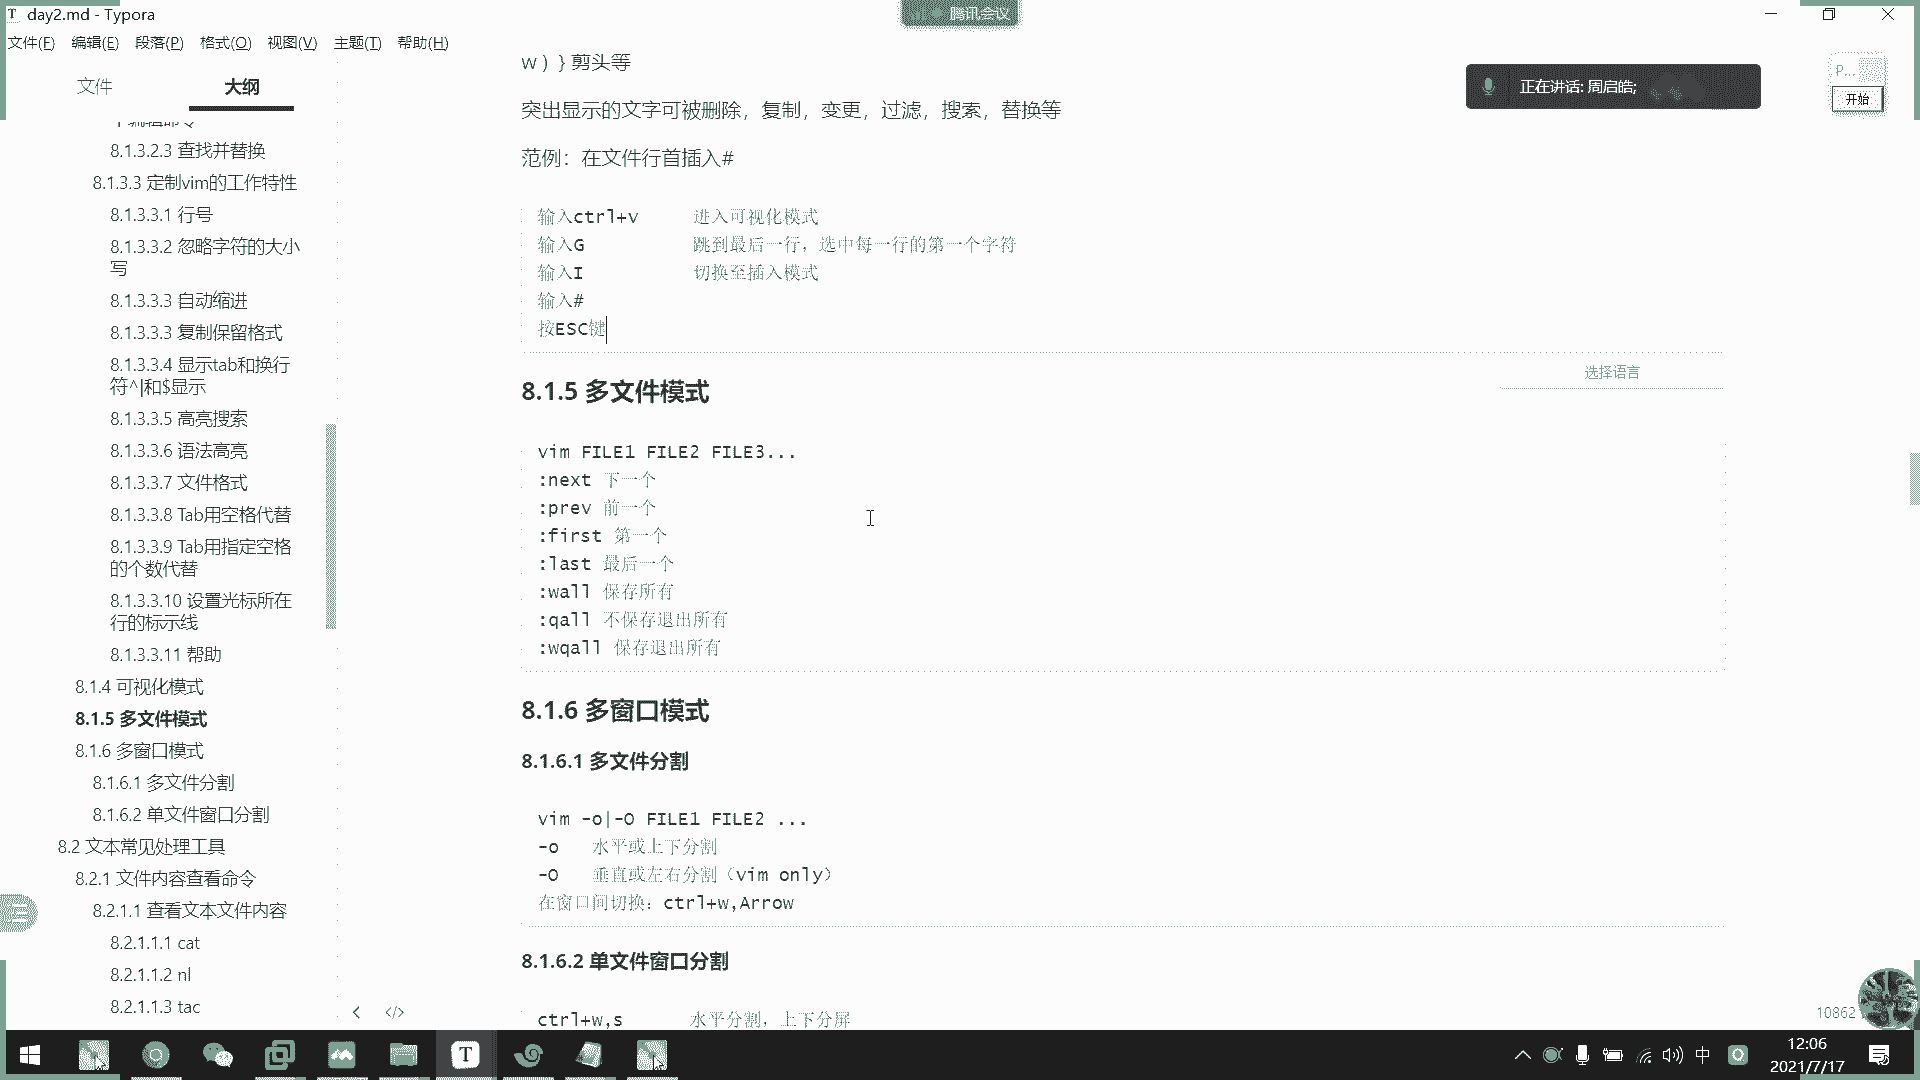 day2.md - Typora
腾讯会议
文件(F) 编辑(E) 段落(P) 格式(O) 视图(V) 主题(T) 帮助(H)
文件 大纲
8.1.3.2.3 查找并替换
8.1.3.3 定制vim的工作特性
8.1.3.3.1 行号
8.1.3.3.2 忽略字符的大小
写
8.1.3.3.3 自动缩进
8.1.3.3.3 复制保留格式
8.1.3.3.4 显示tab和换行
符^|和$显示
8.1.3.3.5 高亮搜索
8.1.3.3.6 语法高亮
8.1.3.3.7 文件格式
8.1.3.3.8 Tab用空格代替
8.1.3.3.9 Tab用指定空格
的个数代替
8.1.3.3.10 设置光标所在
行的标示线
8.1.3.3.11 帮助
8.1.4 可视化模式
8.1.5 多文件模式
8.1.6 多窗口模式
8.1.6.1 多文件分割
8.1.6.2 单文件窗口分割
8.2 文本常见处理工具
8.2.1 文件内容查看命令
8.2.1.1 查看文本文件内容
8.2.1.1.1 cat
8.2.1.1.2 nl
8.2.1.1.3 tac
w ) } 剪头等
突出显示的文字可被删除，复制，变更，过滤，搜索，替换等
范例：在文件行首插入#
输入ctrl+v 进入可视化模式
输入G 跳到最后一行，选中每一行的第一个字符
输入I 切换至插入模式
输入#
按ESC键
选择语言
8.1.5 多文件模式
vim FILE1 FILE2 FILE3...
:next 下一个
:prev 前一个
:first 第一个
:last 最后一个
:wall 保存所有
:qall 不保存退出所有
:wqall 保存退出所有
8.1.6 多窗口模式
8.1.6.1 多文件分割
vim -o|-O FILE1 FILE2 ...
-o 水平或上下分割
-O 垂直或左右分割（vim only）
在窗口间切换：ctrl+w,Arrow
8.1.6.2 单文件窗口分割
ctrl+w,s 水平分割，上下分屏
正在讲话: 周启皓;
P...
开始
10862
中
12:06
2021/7/17